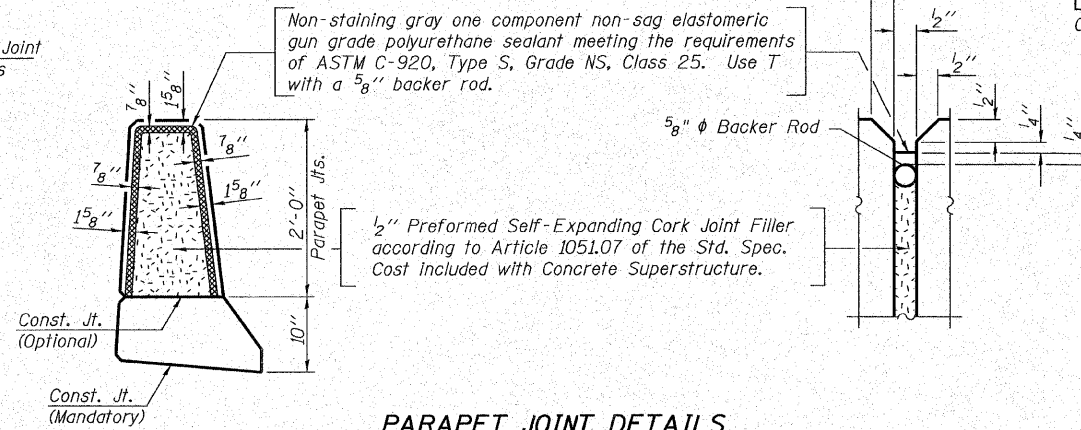 Joint
Non-staining gray one component non-sag elastomeric
gun grade polyurethane sealant meeting the requirements
of ASTM C-920, Type S, Grade NS, Class 25. Use T
with a 5/8" backer rod.
1/2"
1/2"
1/2"
1/4"
1/4"
7/8"
1 5/8"
5/8" ϕ Backer Rod
7/8"
7/8"
1 5/8"
1 5/8"
2'-0"
Parapet Jts.
1/2" Preformed Self-Expanding Cork Joint Filler
according to Article 1051.07 of the Std. Spec.
Cost included with Concrete Superstructure.
Const. Jt.
(Optional)
10"
Const. Jt.
(Mandatory)
PARAPET JOINT DETAILS